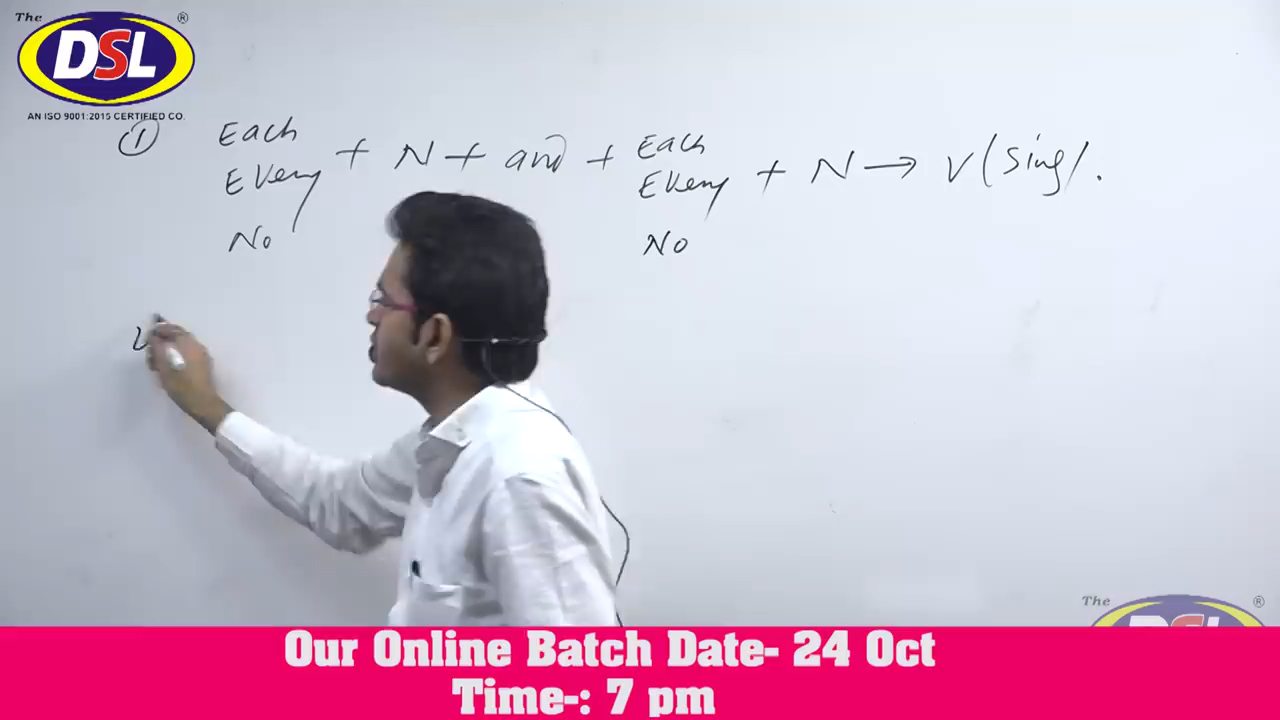 The
®
DSL
AN ISO 9001:2015 CERTIFIED CO.
① Each + N + and + Each + N → V (Sing).
Every Every
No No
The
®
DSL
Our Online Batch Date- 24 Oct
Time-: 7 pm